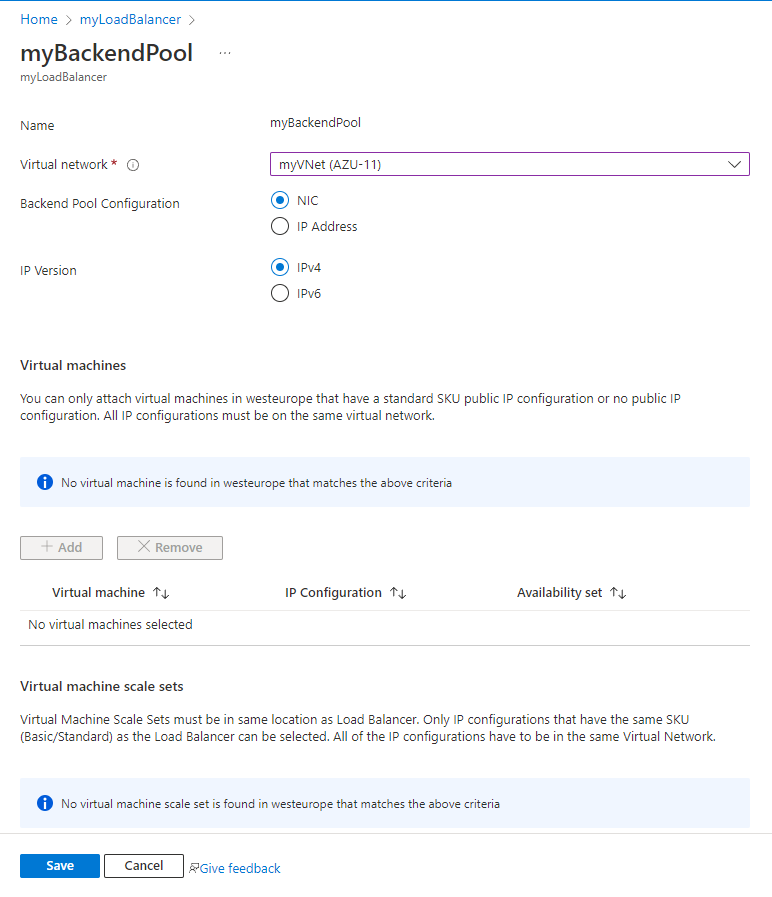 Home > myLoadBalancer >
myBackendPool ...
myLoadBalancer
Name myBackendPool
Virtual network * myVNet (AZU-11)
Backend Pool Configuration NIC
IP Address
IP Version IPv4
IPv6
Virtual machines
You can only attach virtual machines in westeurope that have a standard SKU public IP configuration or no public IP
configuration. All IP configurations must be on the same virtual network.
No virtual machine is found in westeurope that matches the above criteria
+ Add × Remove
Virtual machine ↑↓ IP Configuration ↑↓ Availability set ↑↓
No virtual machines selected
Virtual machine scale sets
Virtual Machine Scale Sets must be in same location as Load Balancer. Only IP configurations that have the same SKU
(Basic/Standard) as the Load Balancer can be selected. All of the IP configurations have to be in the same Virtual Network.
No virtual machine scale set is found in westeurope that matches the above criteria
Save Cancel Give feedback